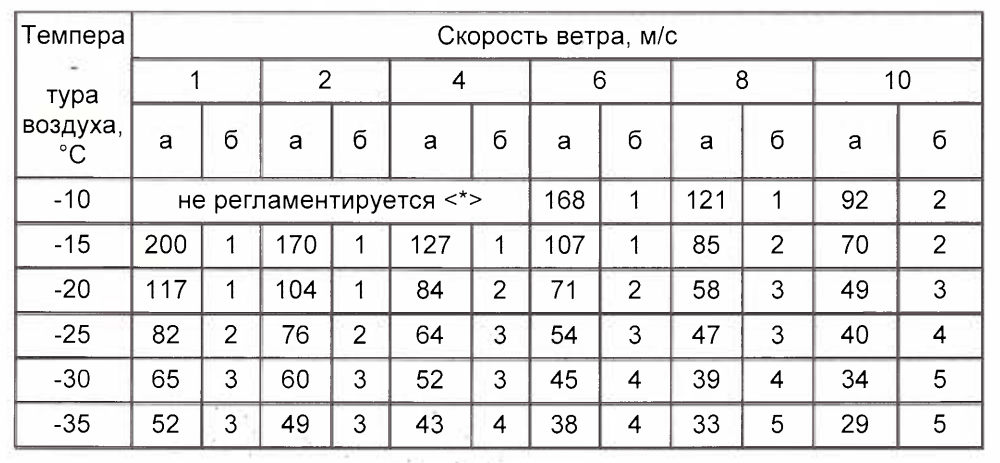 Темпера
-
тура
воздуха,
°С
Скорость ветра, м/с
1 2 4 6 8 10
а б а б а б а б а б а б
-10 не регламентируется <*> 168 1 121 1 92 2
-15 200 1 170 1 127 1 107 1 85 2 70 2
-20 117 1 104 1 84 2 71 2 58 3 49 3
-25 82 2 76 2 64 3 54 3 47 3 40 4
-30 65 3 60 3 52 3 45 4 39 4 34 5
-35 52 3 49 3 43 4 38 4 33 5 29 5